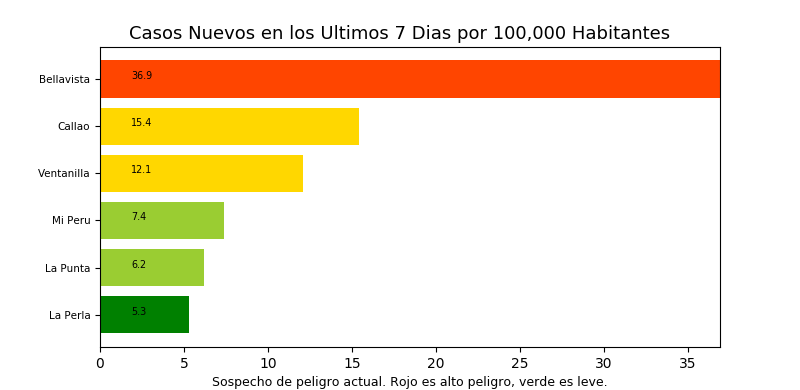 Casos Nuevos en los Ultimos 7 Dias por 100,000 Habitantes
Bellavista 36.9
Callao 15.4
Ventanilla 12.1
Mi Peru 7.4
La Punta 6.2
La Perla 5.3
0 5 10 15 20 25 30 35
Sospecho de peligro actual. Rojo es alto peligro, verde es leve.